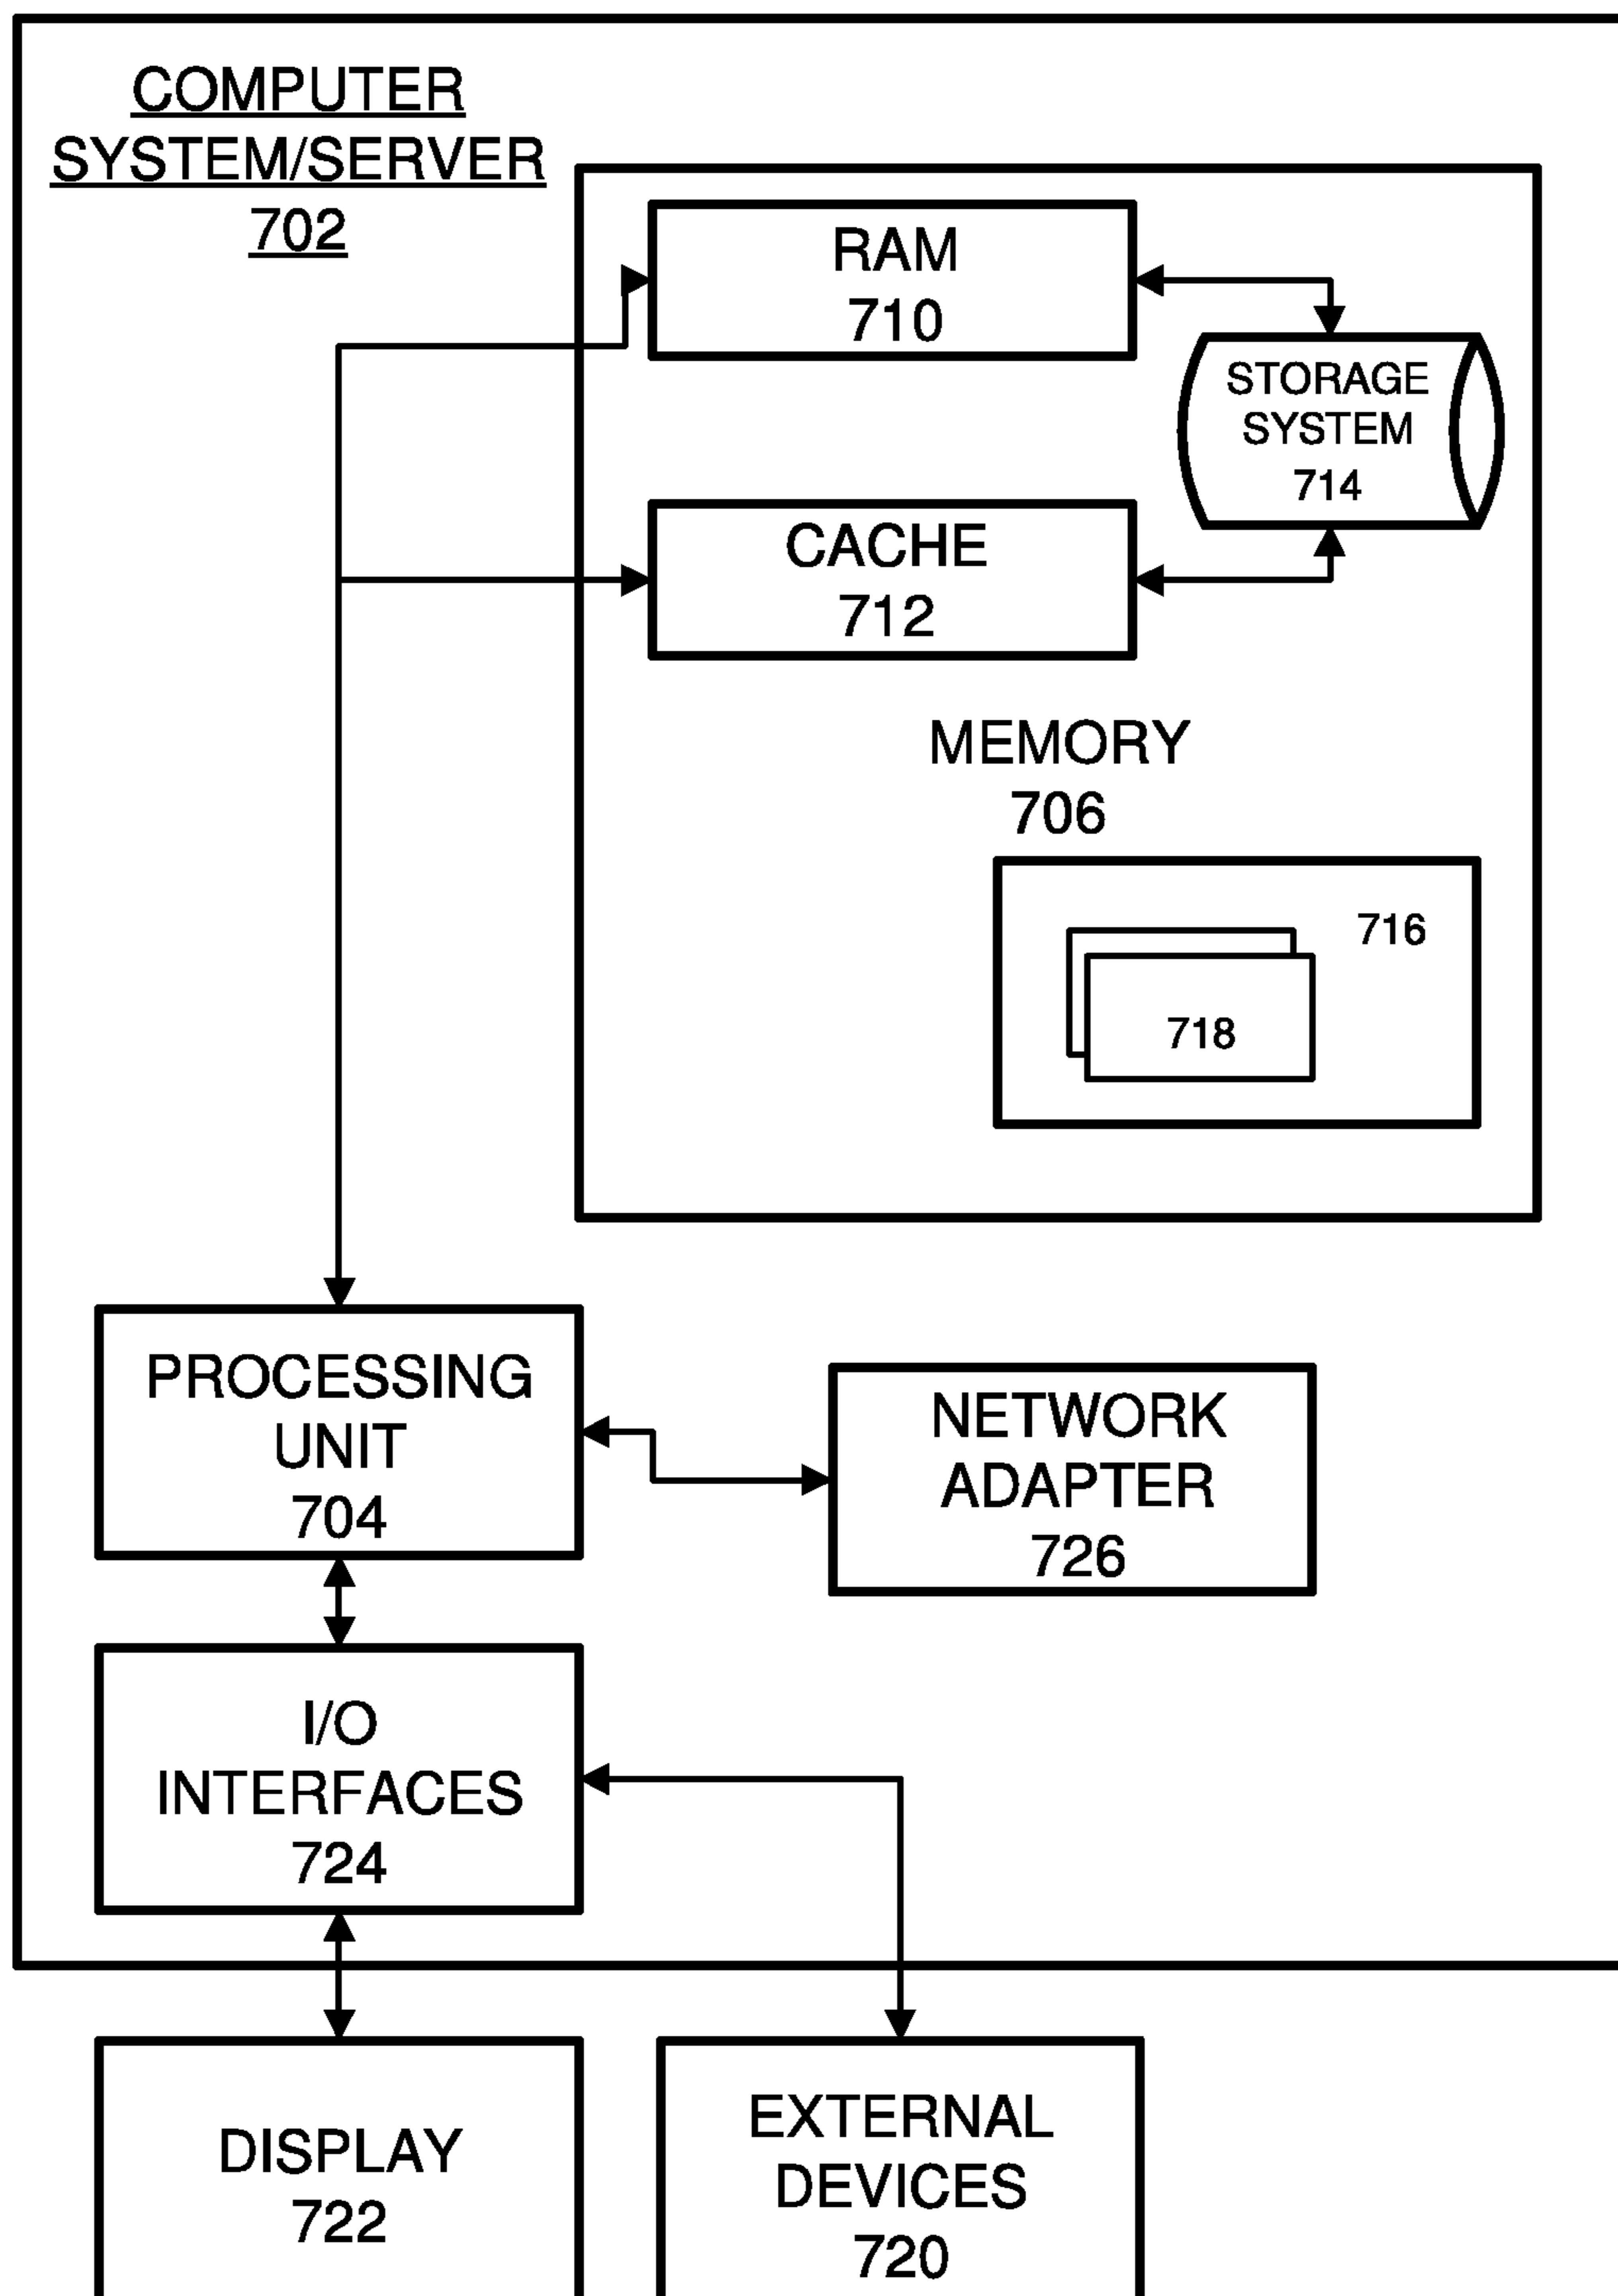 COMPUTER
SYSTEM/SERVER
702
RAM
710
STORAGE
SYSTEM
714
CACHE
712
MEMORY
706
716
718
PROCESSING
UNIT
704
NETWORK
ADAPTER
726
I/O
INTERFACES
724
DISPLAY
722
EXTERNAL
DEVICES
720